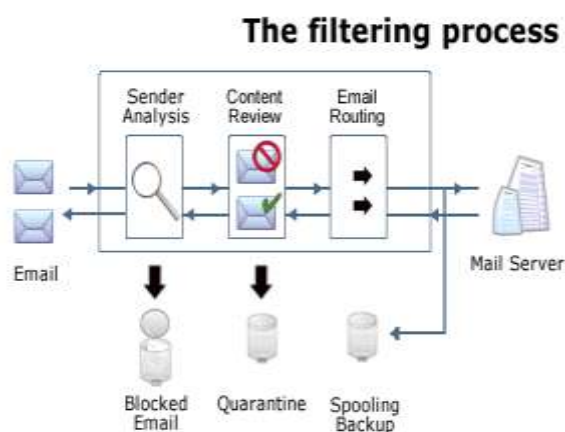 The filtering process
Sender
Analysis
Content
Review
Email
Routing
Email
Mail Server
Blocked
Email
Quarantine
Spooling
Backup